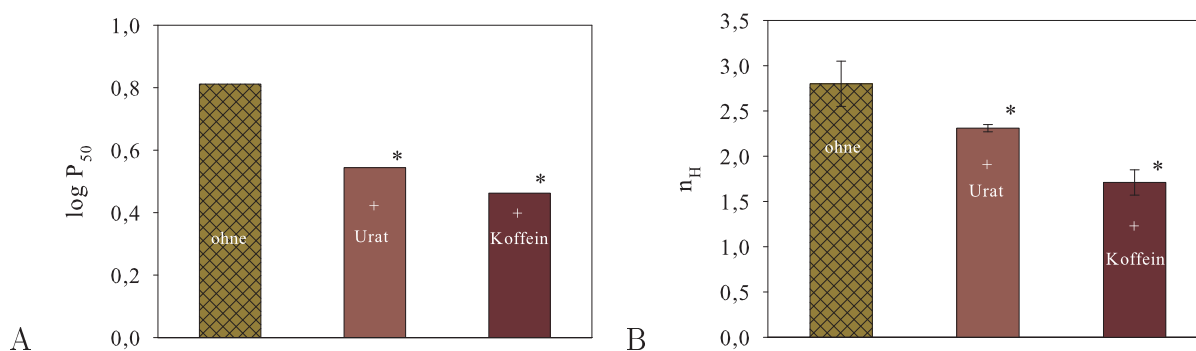 A
log P50
1,0
0,8
0,6
0,4
0,2
0,0
ohne
+
Urat
*
+
Koffein
*
B
nH
3,5
3,0
2,5
2,0
1,5
1,0
0,5
0,0
ohne
+
Urat
*
+
Koffein
*